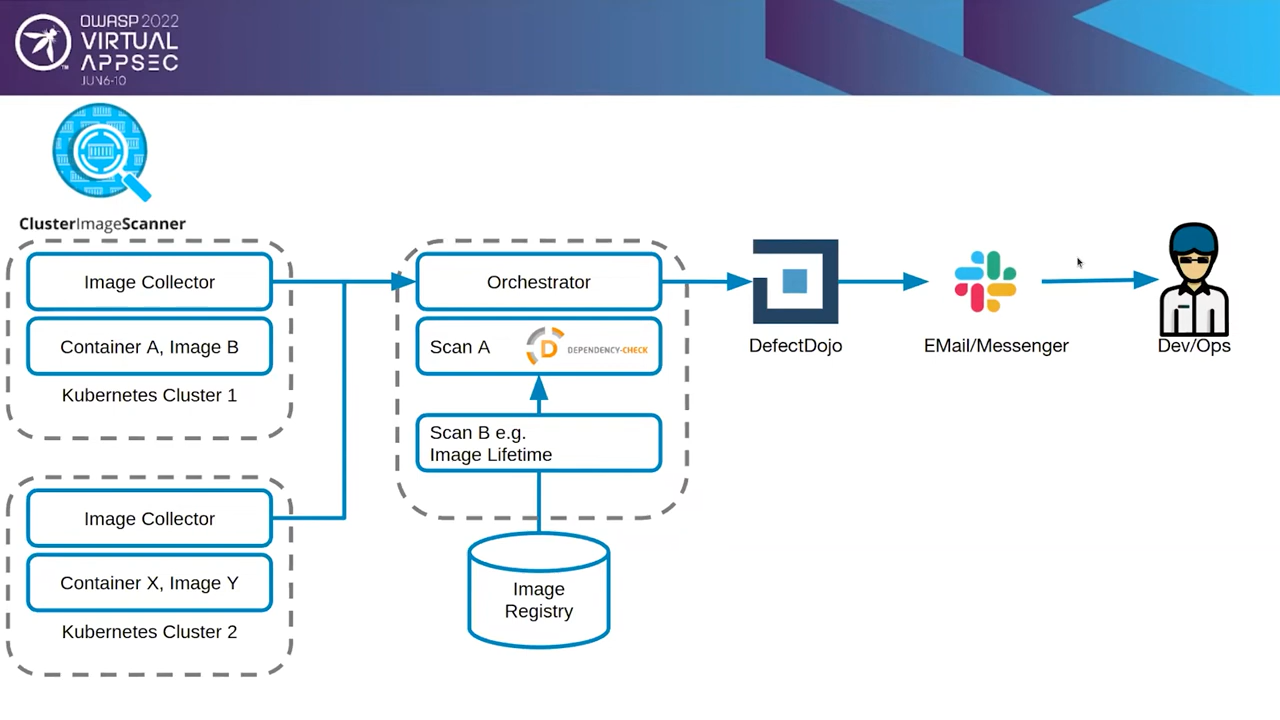 OWASP 2022
VIRTUAL
APPSEC
JUN 6-10
ClusterImageScanner
Image Collector
Container A, Image B
Kubernetes Cluster 1
Image Collector
Container X, Image Y
Kubernetes Cluster 2
Orchestrator
Scan A
D
DEPENDENCY-CHECK
Scan B e.g.
Image Lifetime
Image
Registry
DefectDojo
EMail/Messenger
Dev/Ops